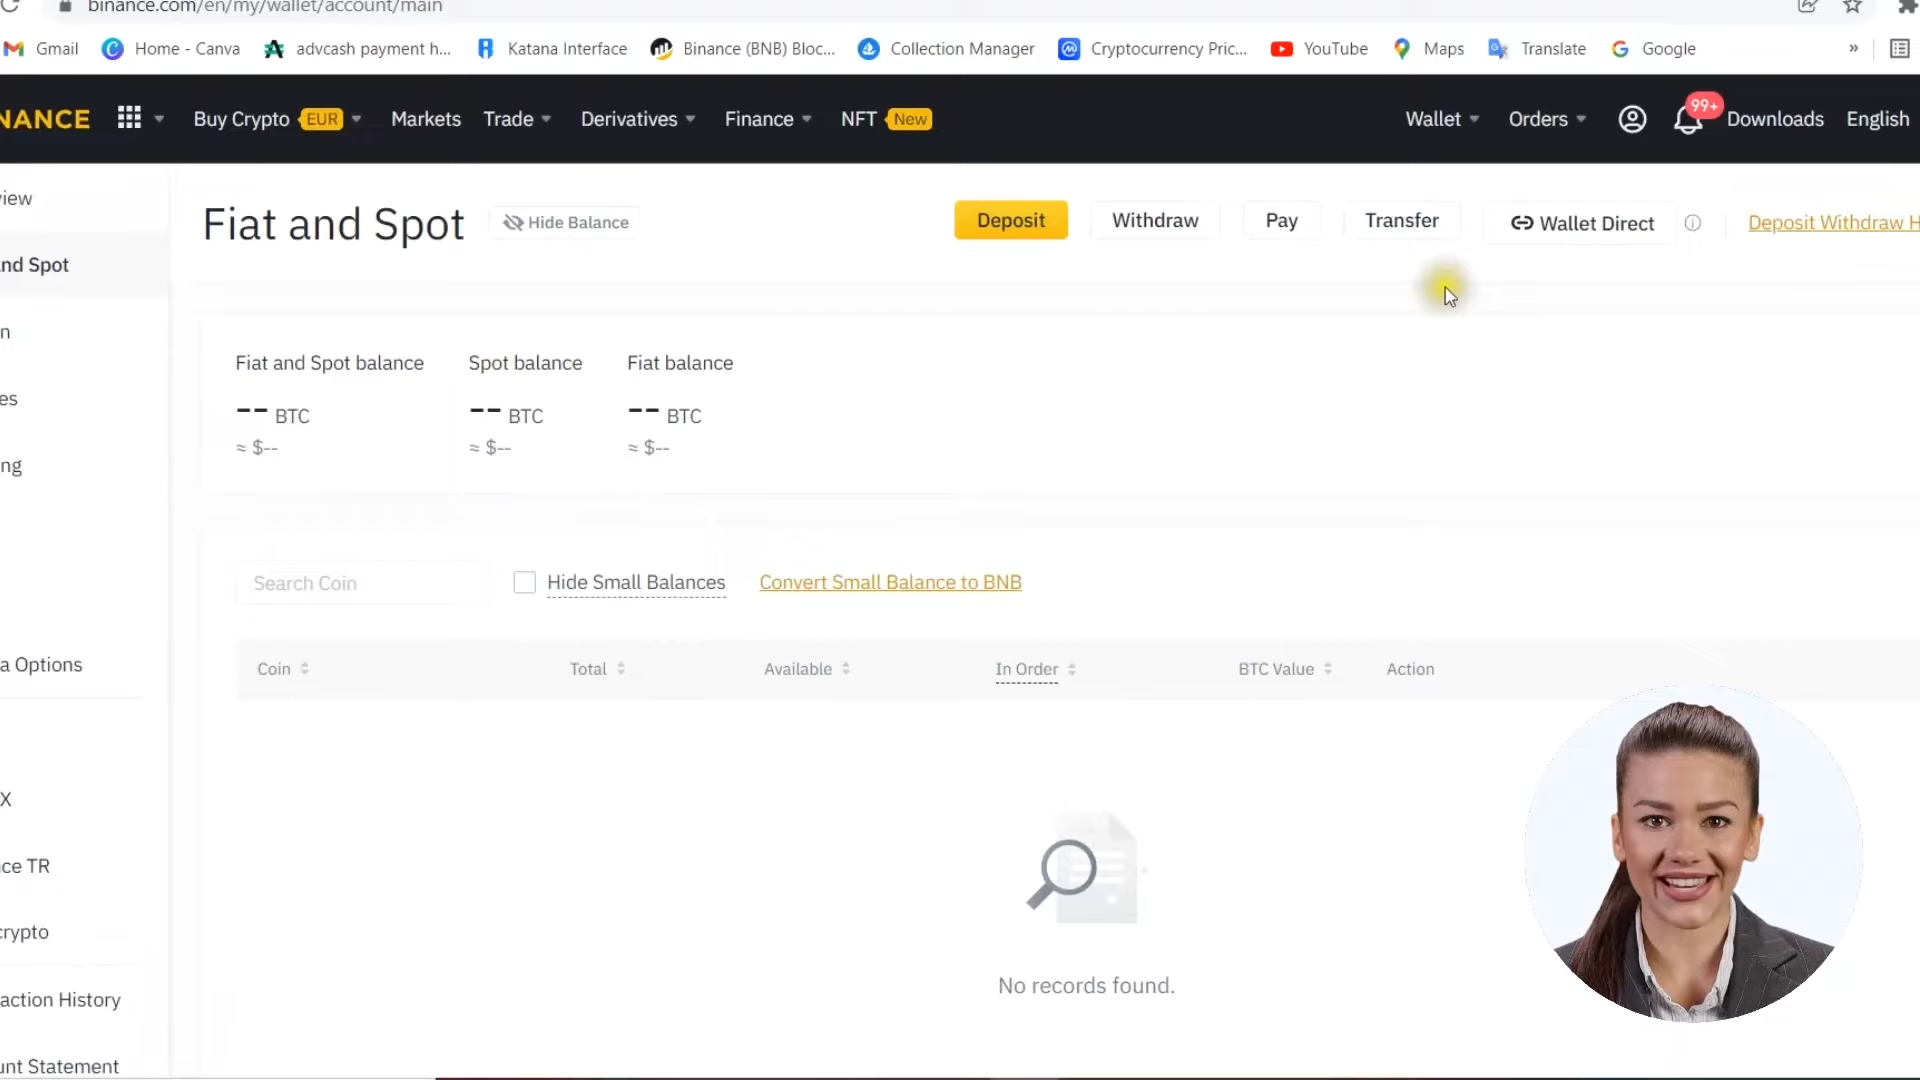 binance.com/en/my/wallet/account/main
Gmail Home - Canva advcash payment h... Katana Interface Binance (BNB) Bloc... Collection Manager Cryptocurrency Pric... YouTube Maps Translate Google »
NANCE Buy Crypto EUR Markets Trade Derivatives Finance NFT New Wallet Orders 99+ Downloads English
iew
Fiat and Spot Hide Balance Deposit Withdraw Pay Transfer Wallet Direct Deposit Withdraw H
nd Spot
n
Fiat and Spot balance Spot balance Fiat balance
es
-- BTC -- BTC -- BTC
≈ $-- ≈ $-- ≈ $--
ng
Search Coin Hide Small Balances Convert Small Balance to BNB
a Options
Coin Total Available In Order BTC Value Action
X
ce TR
crypto
No records found.
action History
unt Statement